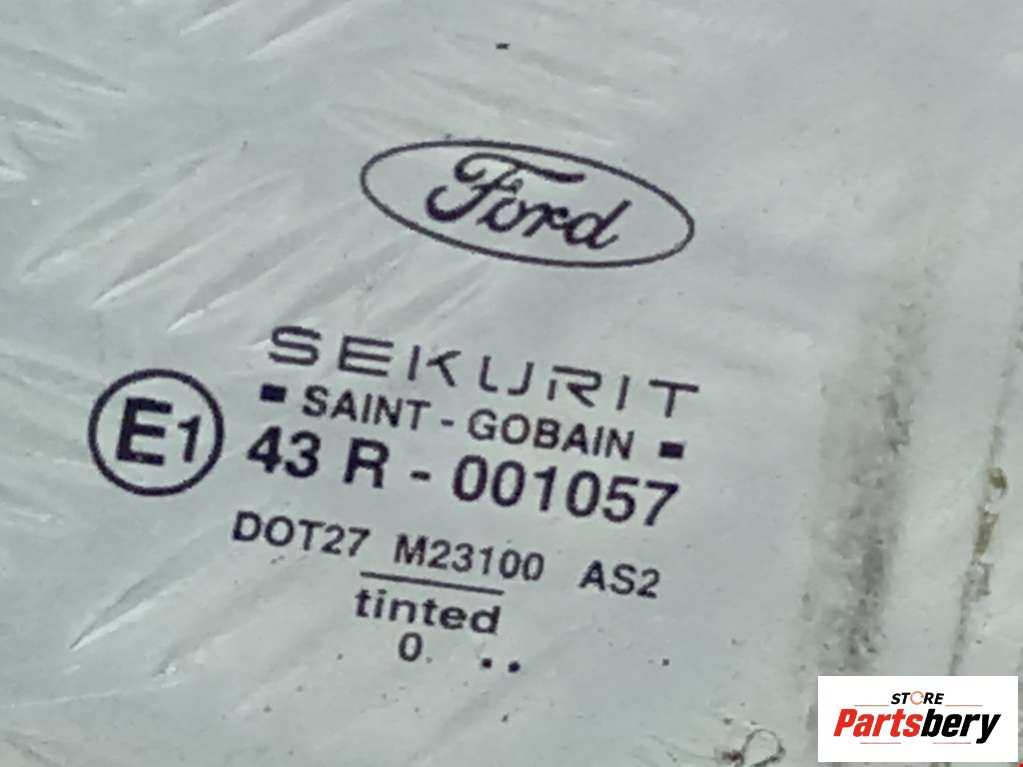 Ford
SEKURIT
SAINT - GOBAIN
E1 43 R - 001057
DOT27 M23100 AS2
tinted
0 ..
STORE
Partsbery